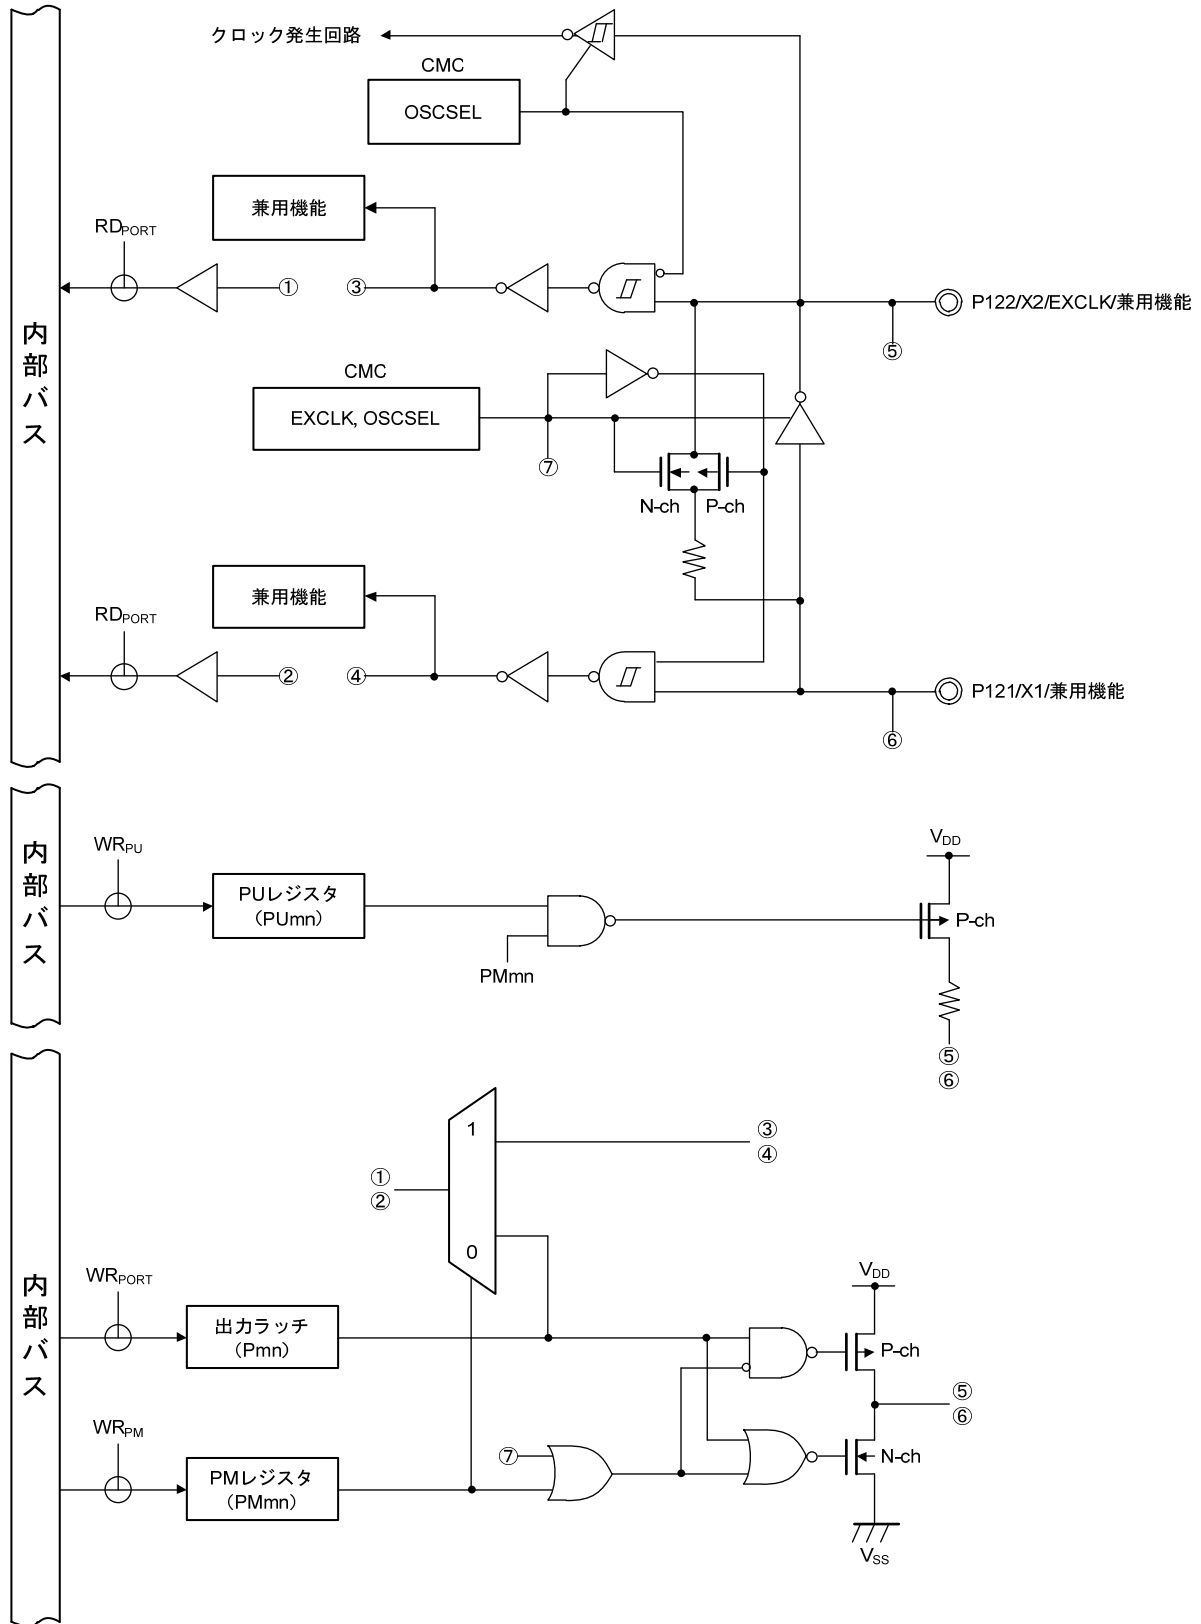 クロック発生回路
CMC
OSCSEL
兼用機能
RDPORT
①
③
P122/X2/EXCLK/兼用機能
⑤
内部バス
CMC
EXCLK, OSCSEL
⑦
N-ch
P-ch
兼用機能
RDPORT
②
④
P121/X1/兼用機能
⑥
内部バス
WRPU
PUレジスタ
(PUmn)
PMmn
VDD
P-ch
⑤
⑥
内部バス
1
③
④
①
②
0
WRPORT
出力ラッチ
(Pmn)
VDD
P-ch
⑤
⑥
WRPM
PMレジスタ
(PMmn)
⑦
N-ch
VSS